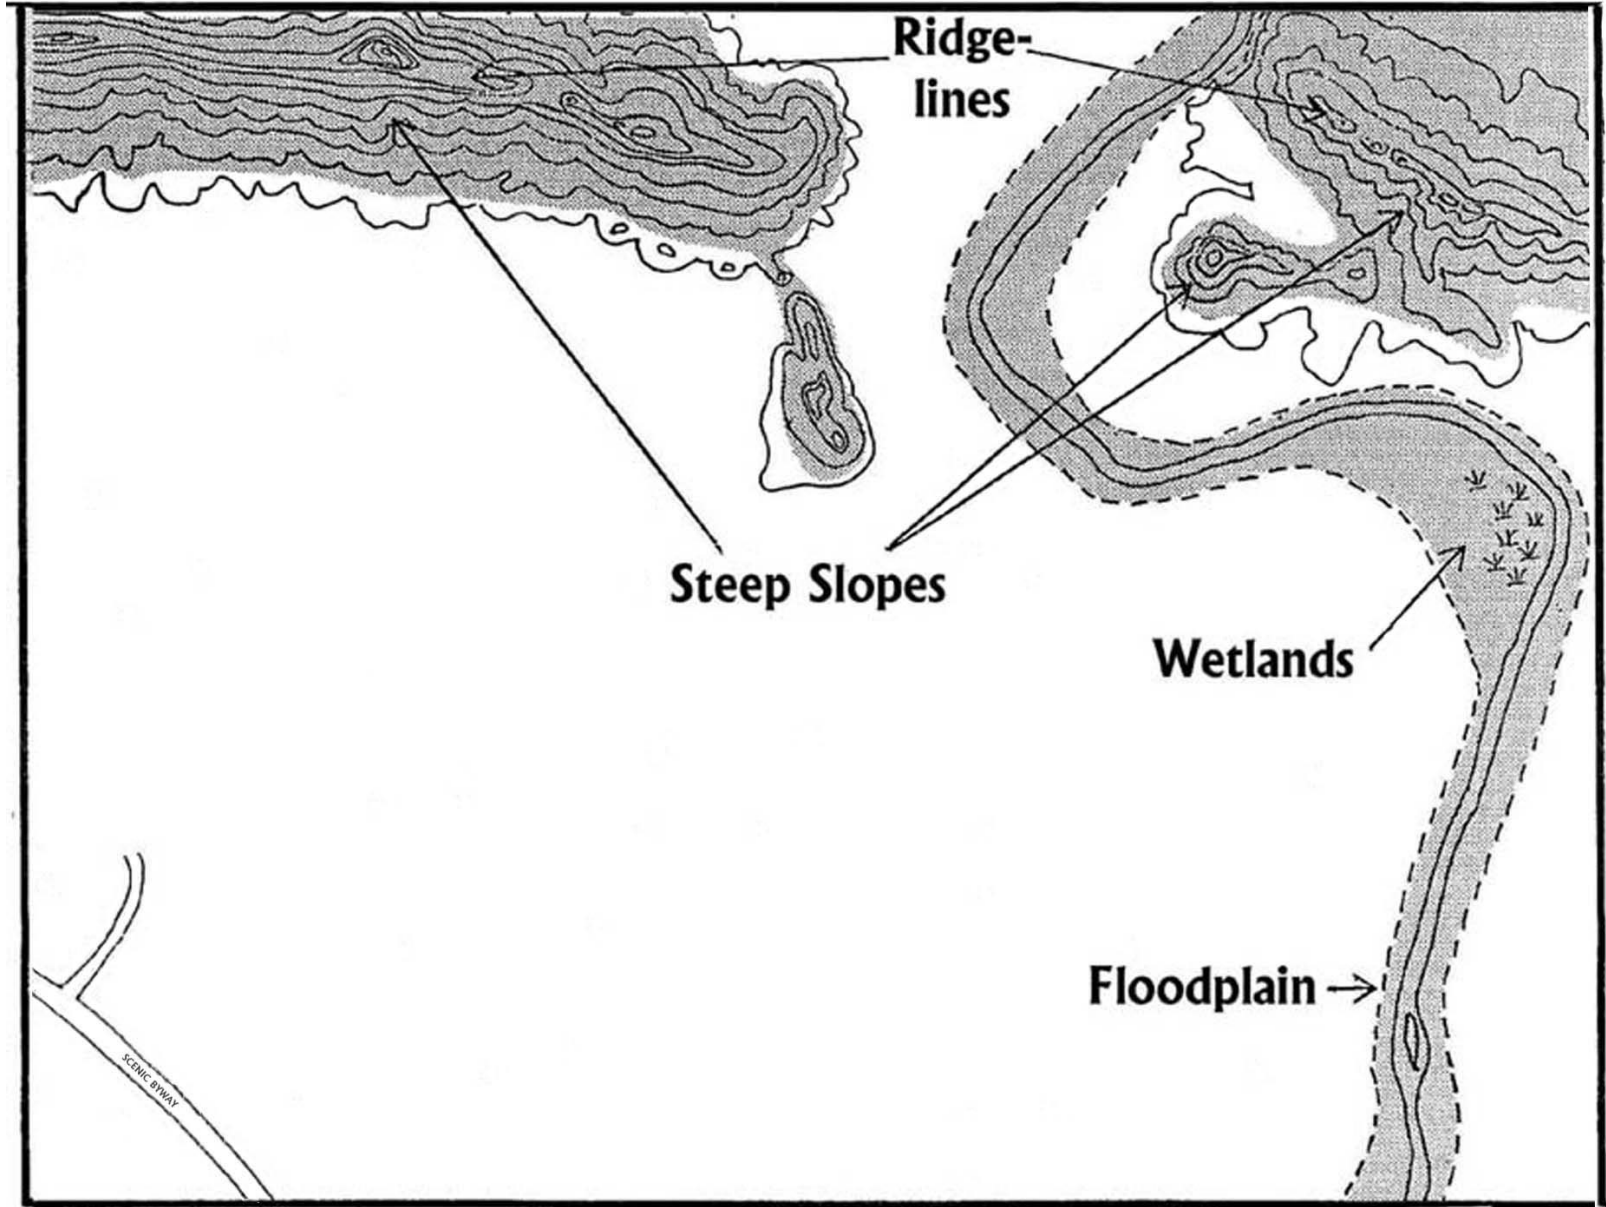 Ridge-
lines
Steep Slopes
Wetlands
Floodplain
SCENIC BYWAY